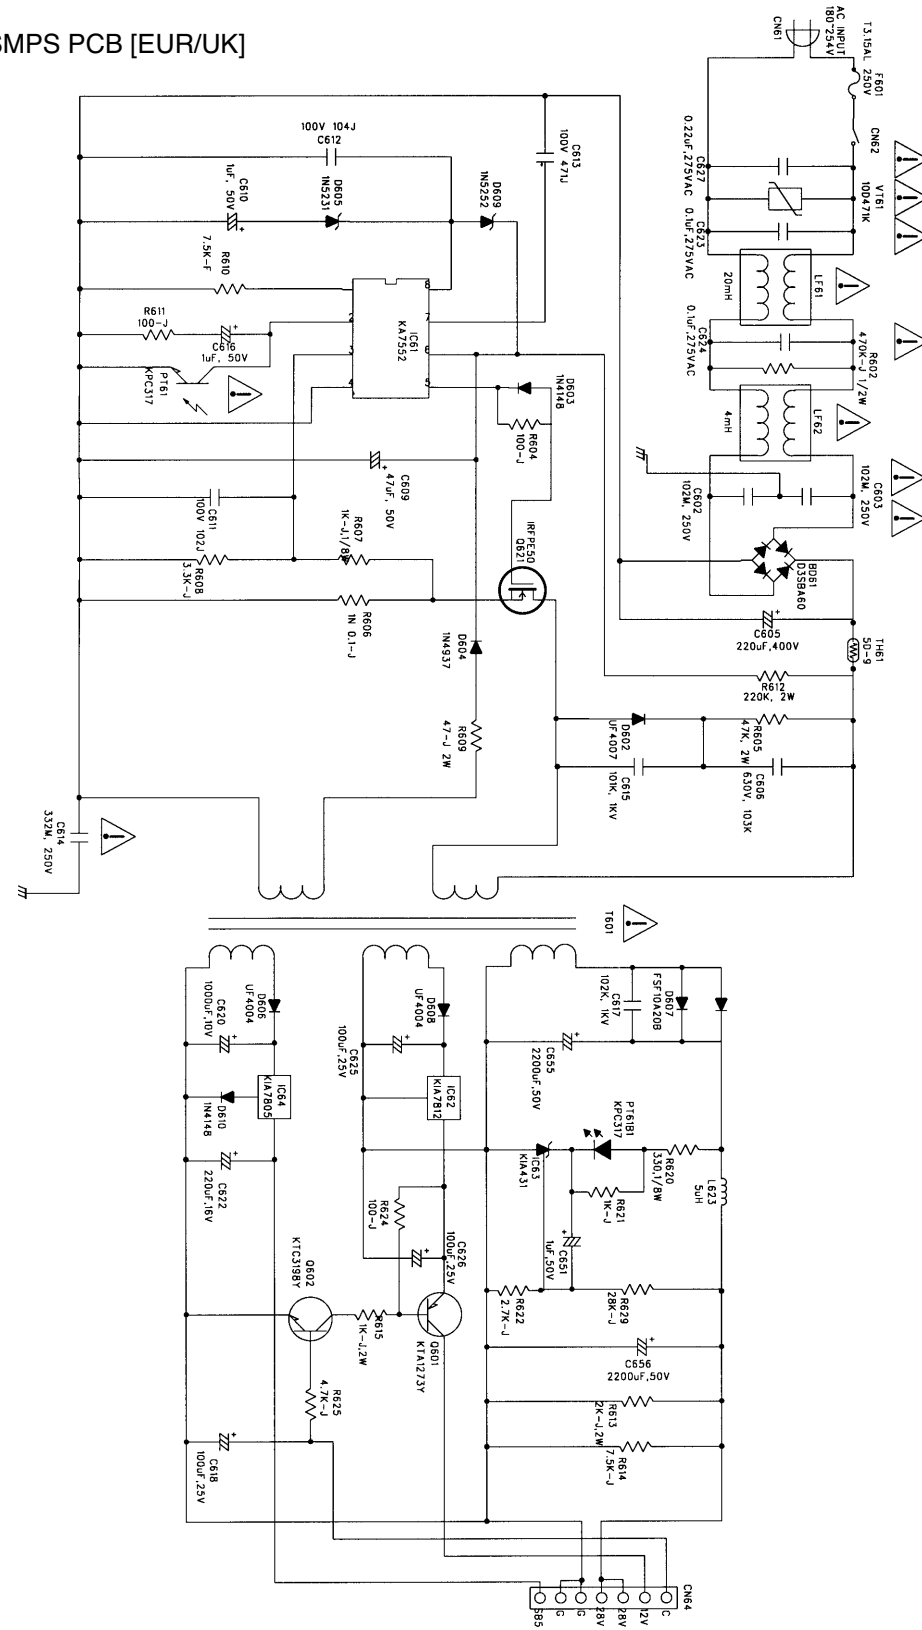 SMPS PCB [EUR/UK]
CN61
AC INPUT
180~254V
T3.15AL 250V
F601
CN62
C627
0.22uF,275VAC
VT61
10D471K
C623
0.1uF,275VAC
LF61
20mH
C624
0.1uF,275VAC
R602
470K-J 1/2W
LF62
4mH
C603
102M, 250V
C602
102M, 250V
BD61
D3SBA60
C605
220uF,400V
TH61
5D-9
R612
220K, 2W
R605
47K, 2W
C606
630V, 103K
D602
UF4007
C615
101K, 1KV
100V 104J
C612
C613
100V 471J
C610
1uF, 50V
D605
1N5231
D609
1N5252
R610
7.5K-F
R611
100-J
C616
1uF, 50V
PT61
KPC317
IC61
KA7552
8
2
7
3
6
4
5
D603
1N4148
R604
100-J
C609
47uF, 50V
C611
100V 102J
R607
1K-J,1/8W
R608
3.3K-J
R606
1N 0.1-J
IRFPE50
Q621
D604
1N4937
R609
47-J 2W
C614
332M, 250V
T601
D606
UF4004
C620
1000uF,10V
IC64
KIA7805
D610
1N4148
C622
220uF,16V
D608
UF4004
C625
100uF,25V
IC62
KIA7812
R624
100-J
C626
100uF,25V
Q602
KTC3198Y
R615
1K-J,2W
Q601
KTA1273Y
R625
4.7K-J
C618
100uF,25V
C617
102K, 1KV
D607
FSF10A20B
C655
2200uF,50V
PT61B1
KPC317
IC63
KIA431
R620
330,1/8W
L623
5uH
R621
1K-J
C651
1uF,50V
R622
2.7K-J
R629
28K-J
C656
2200uF,50V
R613
2K-J,2W
R614
7.5K-J
CN64
SB5
G
G
28V
28V
12V
C